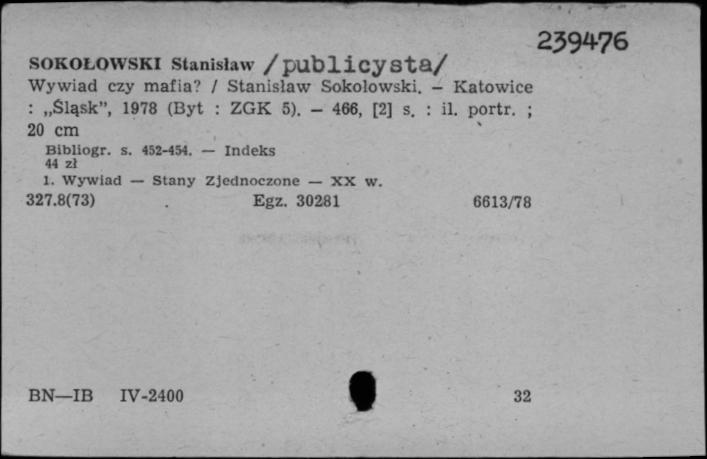 239476
SOKOŁOWSKI Stanisław /publicysta/
Wywiad czy mafia? / Stanisław Sokołowski. – Katowice
: „Śląsk”, 1978 (Byt : ZGK 5). – 466, [2] s. : il. portr. ;
20 cm
Bibliogr. s. 452-454. — Indeks
44 zł
1. Wywiad — Stany Zjednoczone — XX w.
327.8(73) Egz. 30281 6613/78
BN—IB IV-2400 32